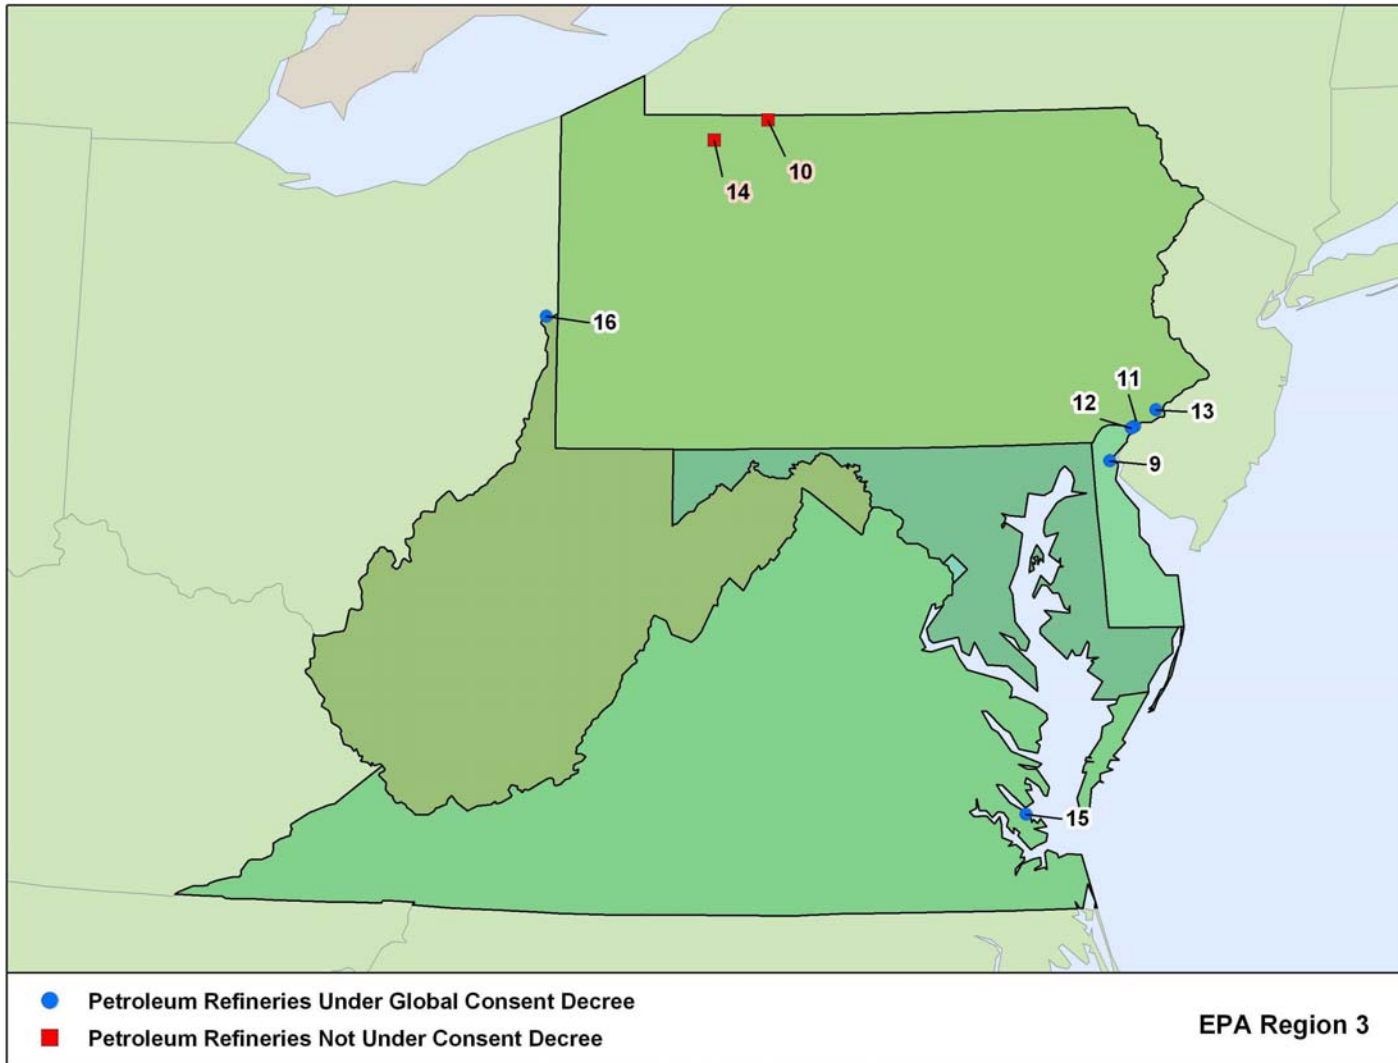 10
14
16
11
12
13
9
15
Petroleum Refineries Under Global Consent Decree
Petroleum Refineries Not Under Consent Decree
EPA Region 3